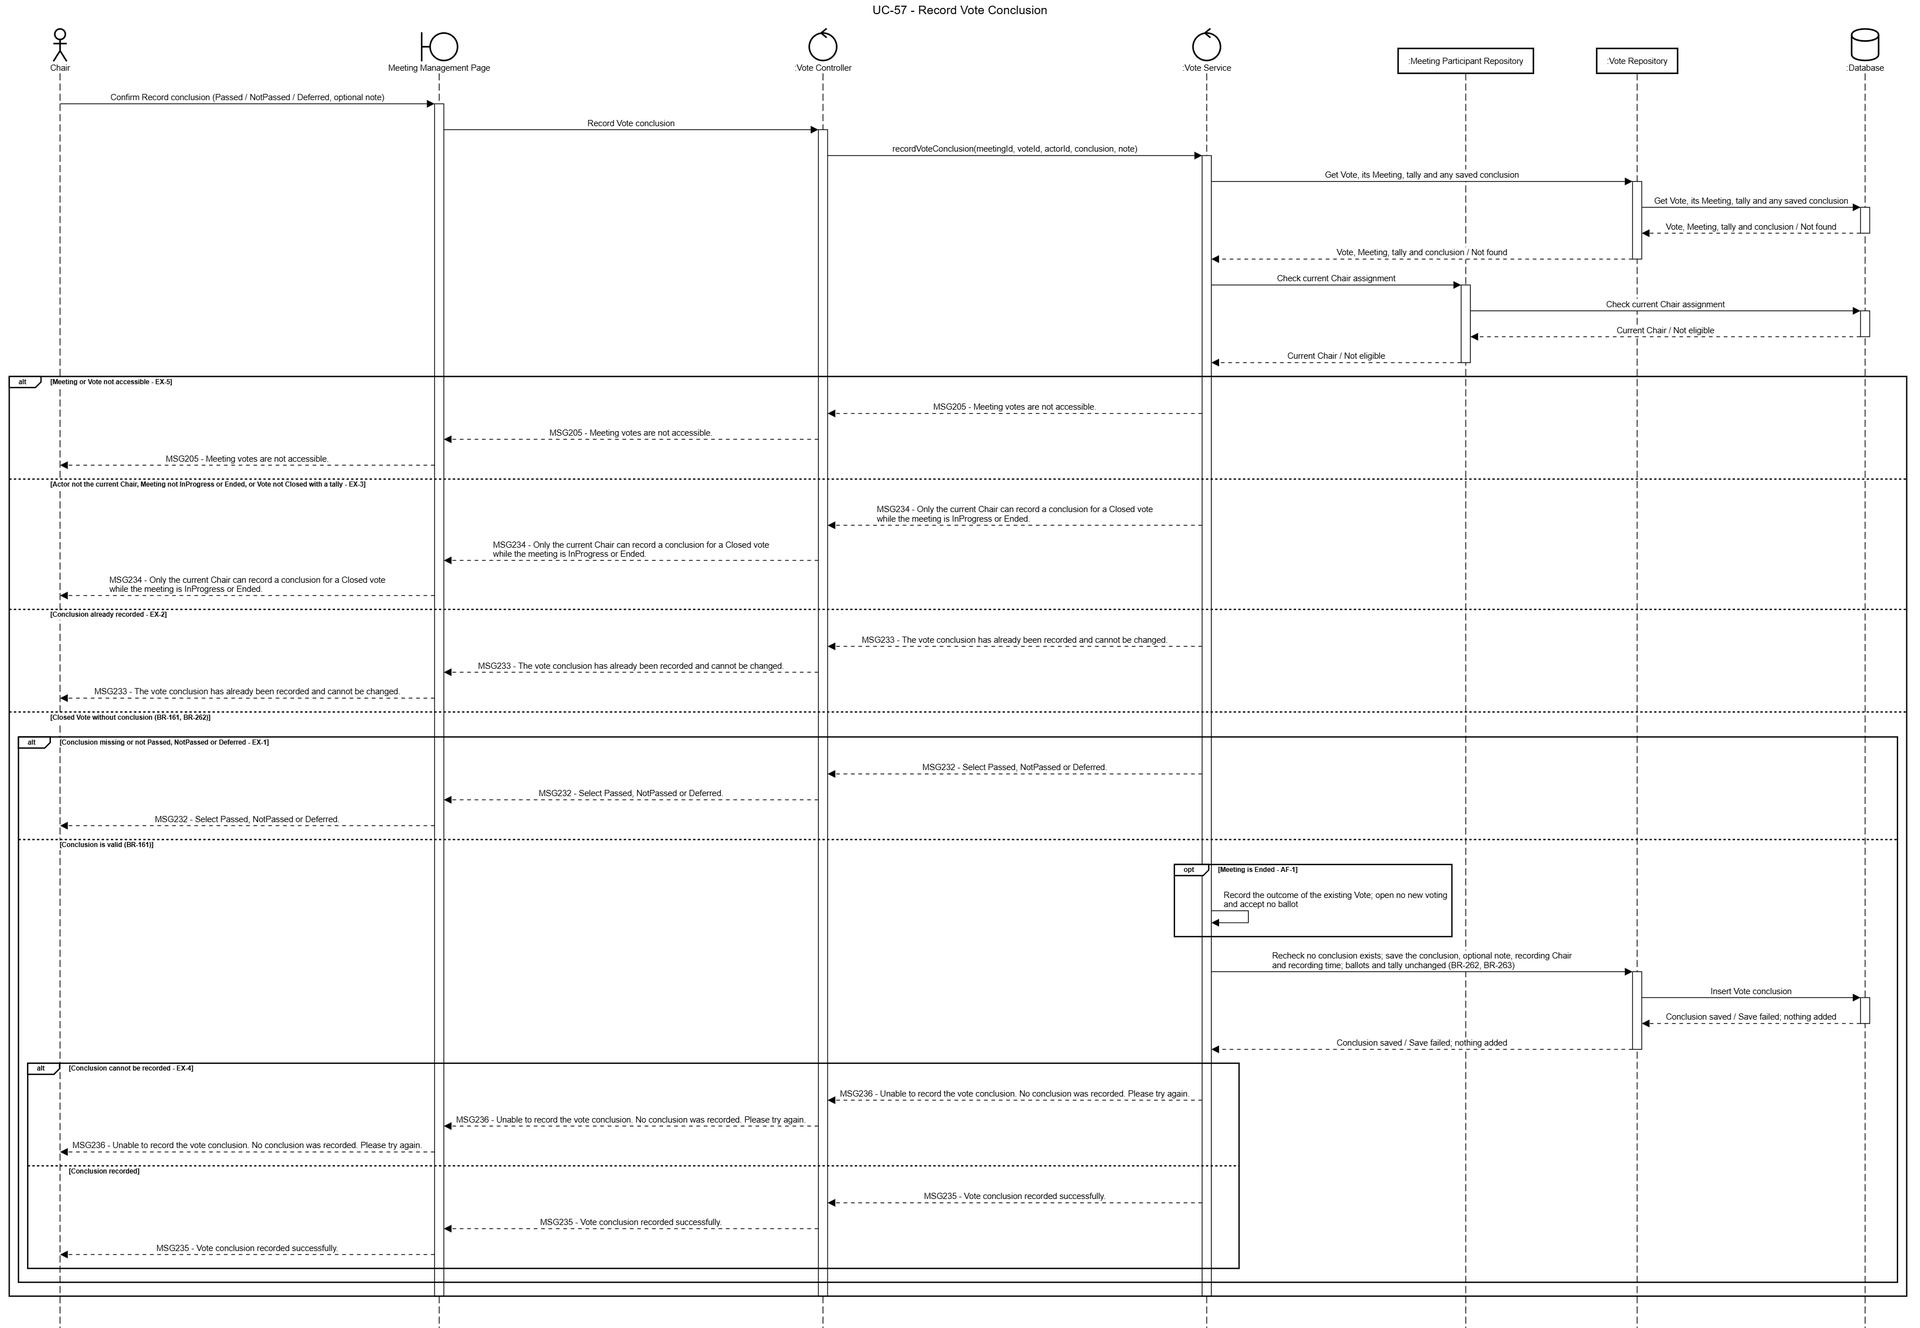 UC-57 - Record Vote Conclusion
Chair
Meeting Management Page
:Vote Controller
:Vote Service
:Meeting Participant Repository
:Vote Repository
:Database
Confirm Record conclusion (Passed / NotPassed / Deferred, optional note)
Record Vote conclusion
recordVoteConclusion(meetingId, voteId, actorId, conclusion, note)
Get Vote, its Meeting, tally and any saved conclusion
Get Vote, its Meeting, tally and any saved conclusion
Vote, Meeting, tally and conclusion / Not found
Vote, Meeting, tally and conclusion / Not found
Check current Chair assignment
Check current Chair assignment
Current Chair / Not eligible
Current Chair / Not eligible
alt
[Meeting or Vote not accessible - EX-5]
MSG205 - Meeting votes are not accessible.
MSG205 - Meeting votes are not accessible.
MSG205 - Meeting votes are not accessible.
[Actor not the current Chair, Meeting not InProgress or Ended, or Vote not Closed with a tally - EX-3]
MSG234 - Only the current Chair can record a conclusion for a Closed vote
while the meeting is InProgress or Ended.
MSG234 - Only the current Chair can record a conclusion for a Closed vote
while the meeting is InProgress or Ended.
MSG234 - Only the current Chair can record a conclusion for a Closed vote
while the meeting is InProgress or Ended.
[Conclusion already recorded - EX-2]
MSG233 - The vote conclusion has already been recorded and cannot be changed.
MSG233 - The vote conclusion has already been recorded and cannot be changed.
MSG233 - The vote conclusion has already been recorded and cannot be changed.
[Closed Vote without conclusion (BR-161, BR-262)]
alt
[Conclusion missing or not Passed, NotPassed or Deferred - EX-1]
MSG232 - Select Passed, NotPassed or Deferred.
MSG232 - Select Passed, NotPassed or Deferred.
MSG232 - Select Passed, NotPassed or Deferred.
[Conclusion is valid (BR-161)]
opt
[Meeting is Ended - AF-1]
Record the outcome of the existing Vote; open no new voting
and accept no ballot
Recheck no conclusion exists; save the conclusion, optional note, recording Chair
and recording time; ballots and tally unchanged (BR-262, BR-263)
Insert Vote conclusion
Conclusion saved / Save failed; nothing added
Conclusion saved / Save failed; nothing added
alt
[Conclusion cannot be recorded - EX-4]
MSG236 - Unable to record the vote conclusion. No conclusion was recorded. Please try again.
MSG236 - Unable to record the vote conclusion. No conclusion was recorded. Please try again.
MSG236 - Unable to record the vote conclusion. No conclusion was recorded. Please try again.
[Conclusion recorded]
MSG235 - Vote conclusion recorded successfully.
MSG235 - Vote conclusion recorded successfully.
MSG235 - Vote conclusion recorded successfully.